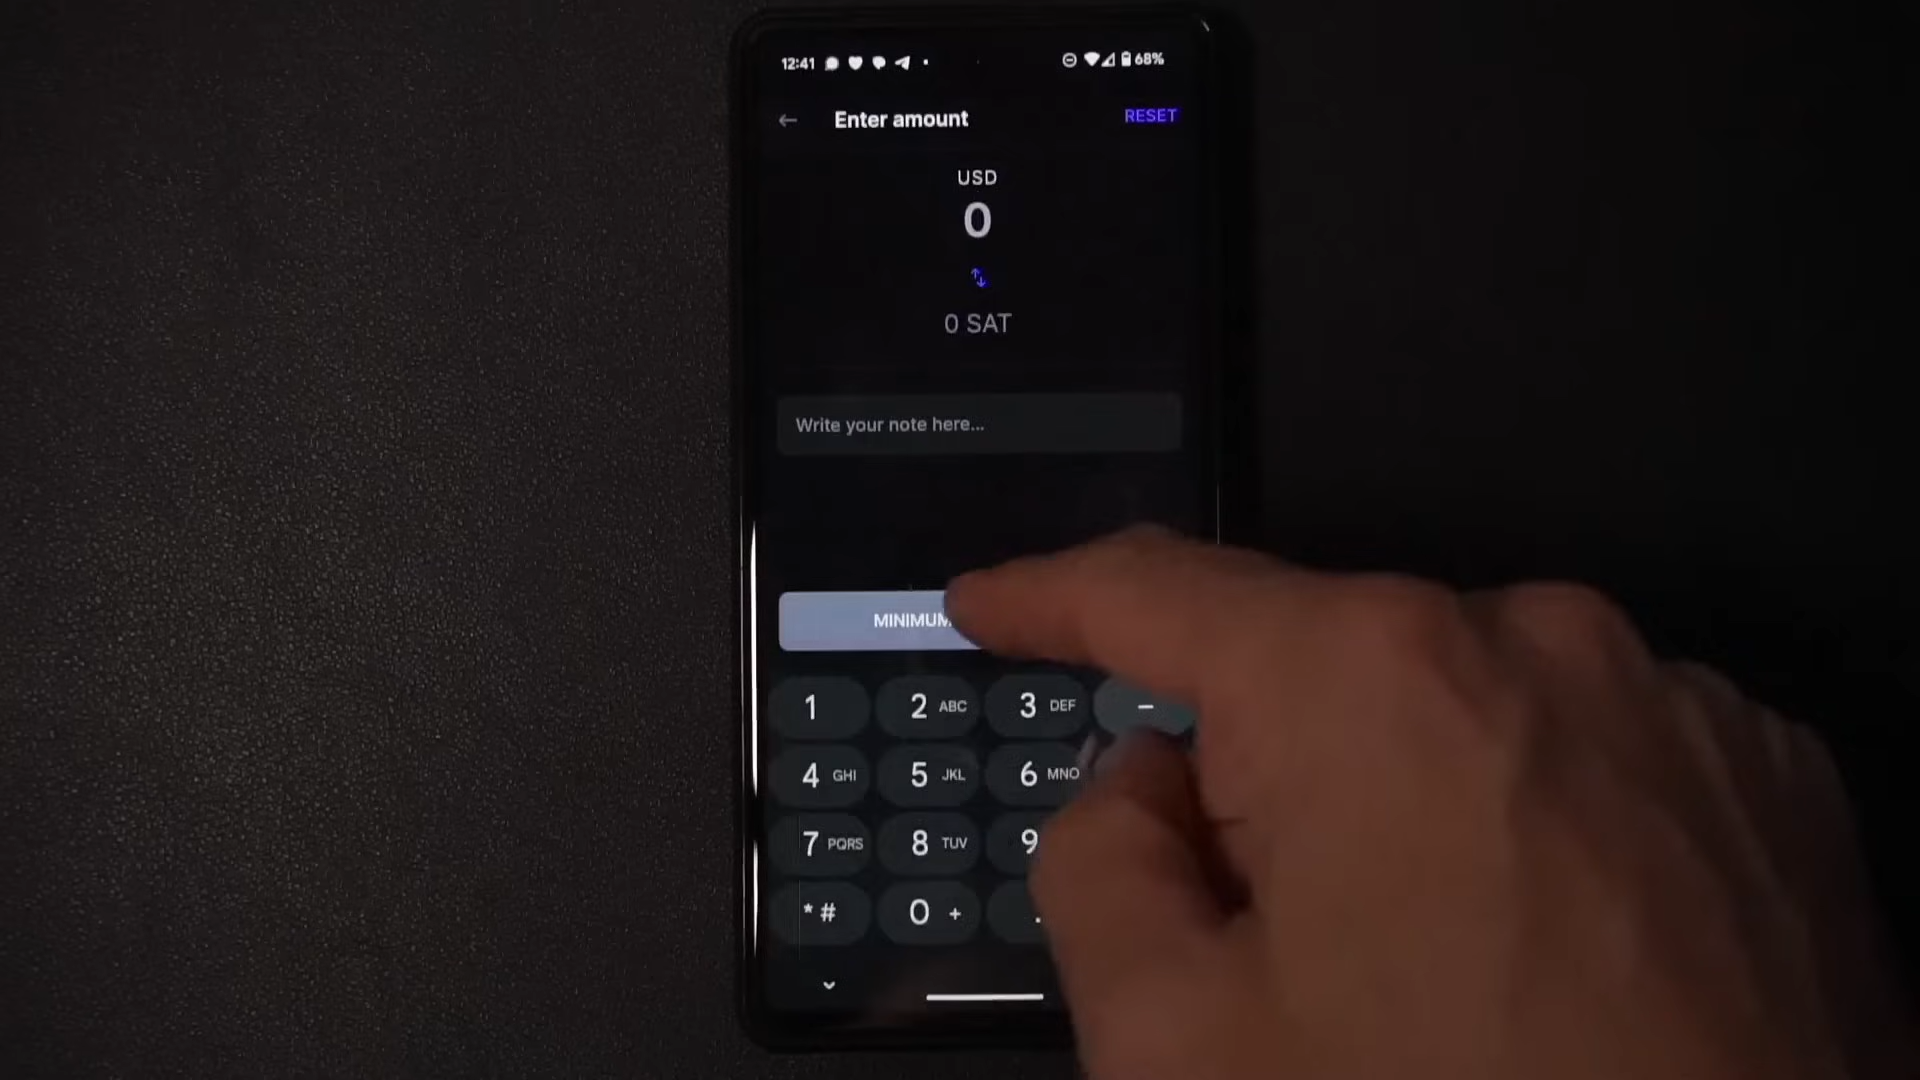 12:41 68%
Enter amount RESET
USD
0
0 SAT
Write your note here...
MINIMUM
1 2 ABC 3 DEF –
4 GHI 5 JKL 6 MNO
7 PQRS 8 TUV 9
* # 0 + .